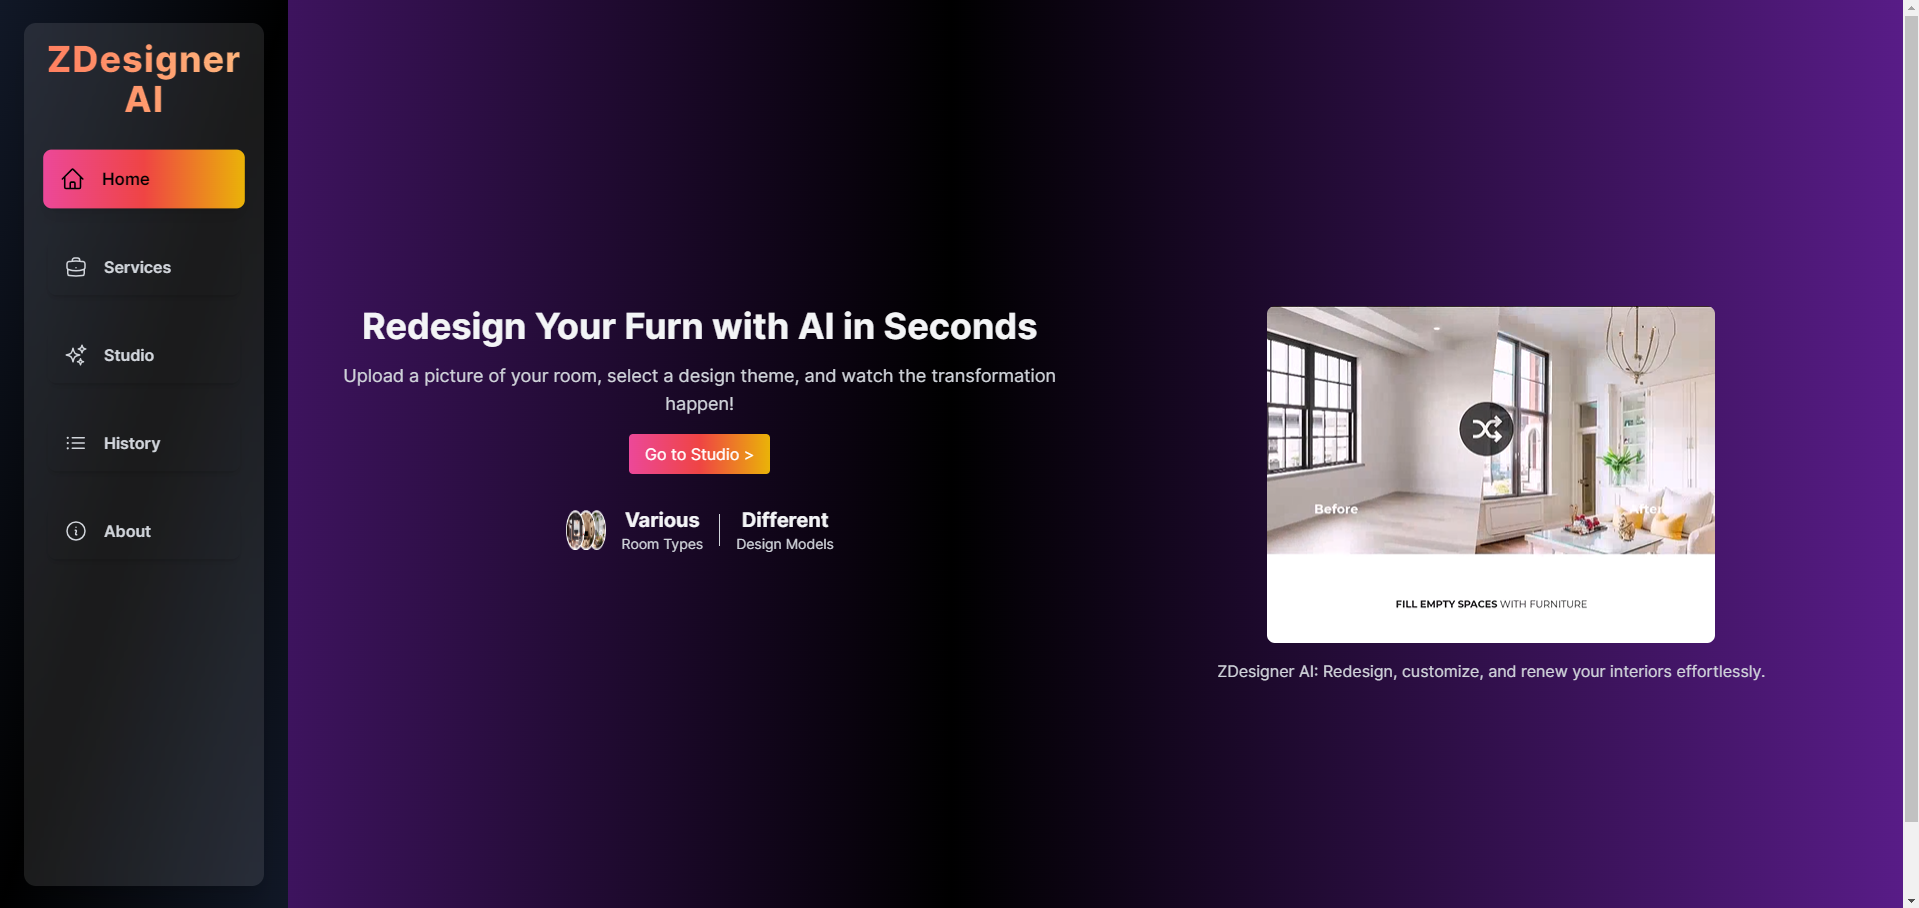 ZDesigner
AI
Home
Services
Studio
History
About
Redesign Your Furn with AI in Seconds
Upload a picture of your room, select a design theme, and watch the transformation
happen!
Go to Studio >
Various
Room Types
Different
Design Models
Before
After
FILL EMPTY SPACES WITH FURNITURE
ZDesigner AI: Redesign, customize, and renew your interiors effortlessly.